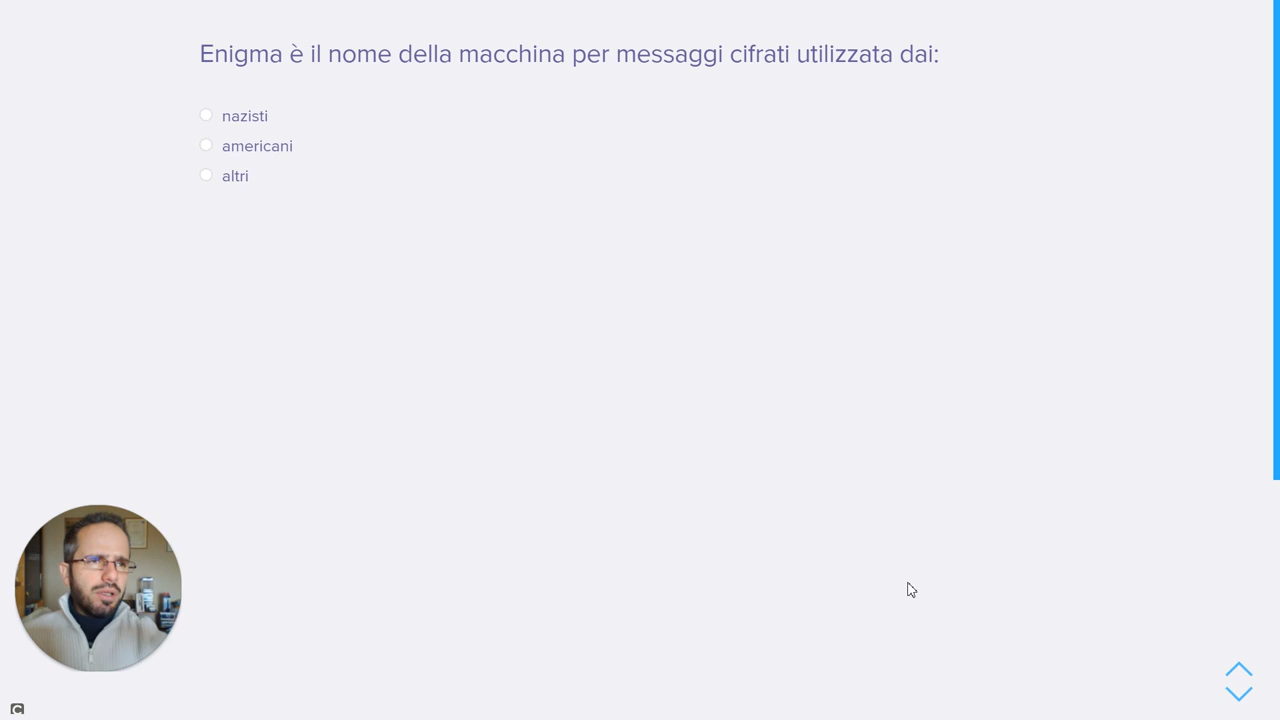 Enigma è il nome della macchina per messaggi cifrati utilizzata dai:
nazisti
americani
altri
C